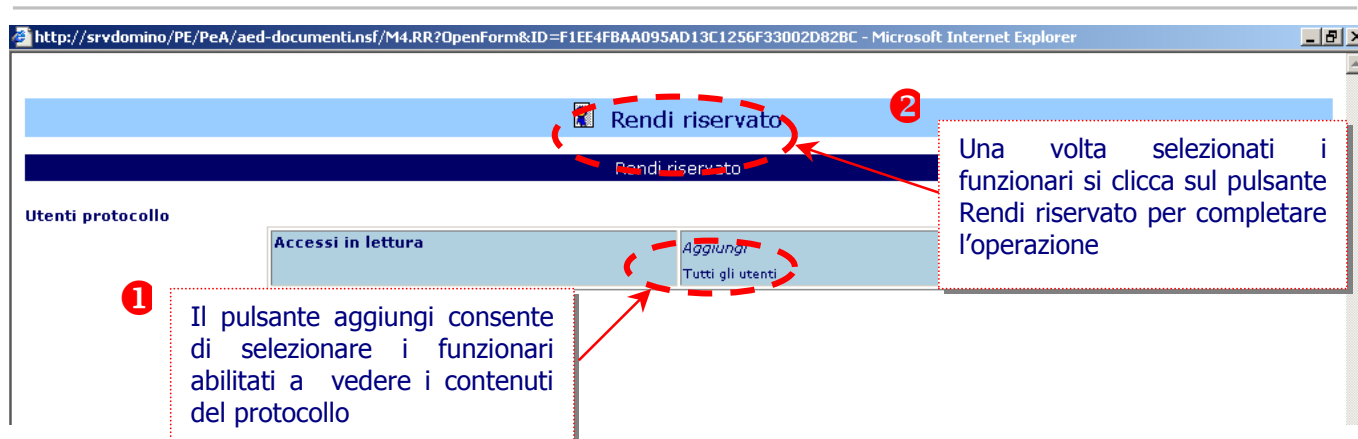 http://srvdomino/PE/PeA/aed-documenti.nsf/M4.RR?OpenForm&ID=F1EE4FBAA095AD13C1256F33002D82BC - Microsoft Internet Explorer
Rendi riservato
2
Rendi riservato
Una volta selezionati i
funzionari si clicca sul pulsante
Rendi riservato per completare
l'operazione
Utenti protocollo
Accessi in lettura
Aggiungi
Tutti gli utenti
1
Il pulsante aggiungi consente
di selezionare i funzionari
abilitati a vedere i contenuti
del protocollo